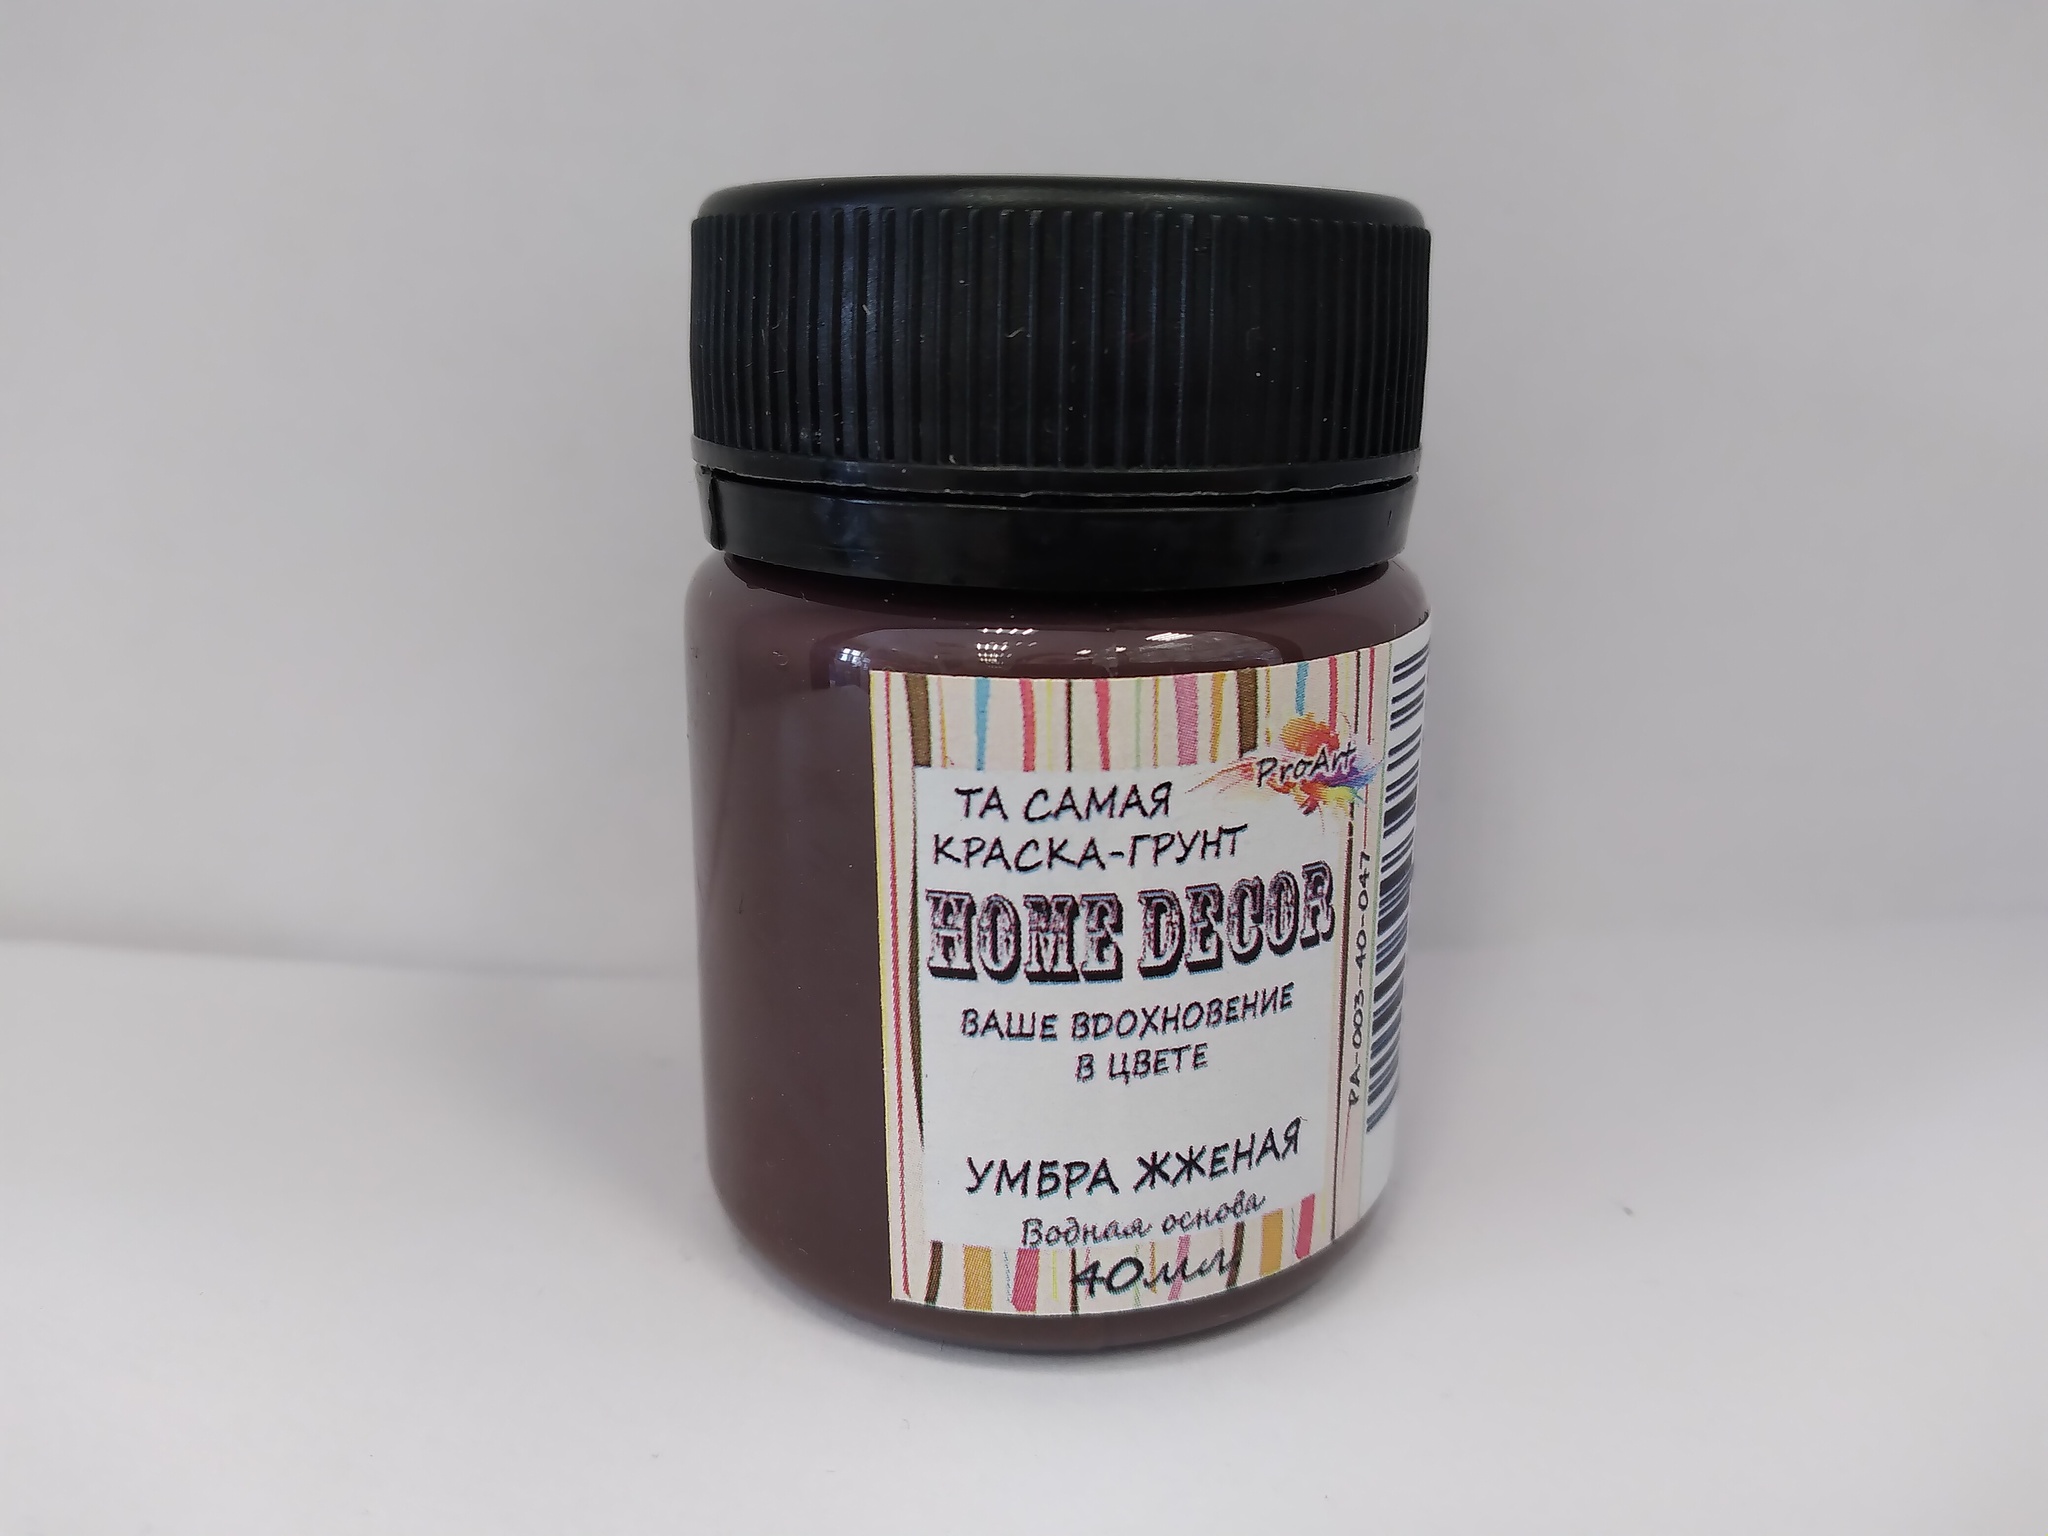 ProArt
ТА САМАЯ
КРАСКА-ГРУНТ
HOME DECOR
ВАШЕ ВДОХНОВЕНИЕ
В ЦВЕТЕ
УМБРА ЖЖЕНАЯ
Водная основа
40мл
PA-003-40-047